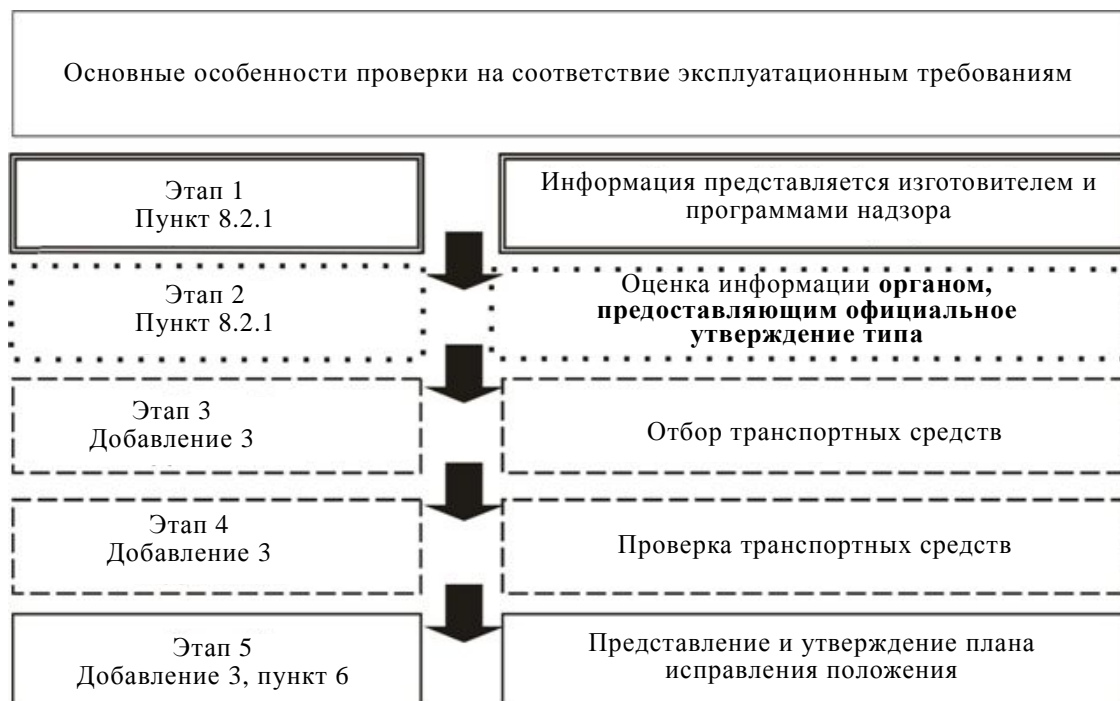 Основные особенности проверки на соответствие эксплуатационным требованиям
Этап 1
Пункт 8.2.1
Информация представляется изготовителем и
программами надзора
Этап 2
Пункт 8.2.1
Оценка информации органом,
предоставляющим официальное
утверждение типа
Этап 3
Добавление 3
Отбор транспортных средств
Этап 4
Добавление 3
Проверка транспортных средств
Этап 5
Добавление 3, пункт 6
Представление и утверждение плана
исправления положения